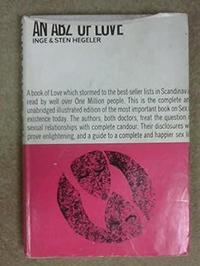 AN ABZ OF LOVE
INGE & STEN HEGELER
A book of Love which stormed to the best-seller lists in Scandinav
read by well over One Million people. This is the complete an
unabridged illustrated edition of the most important book on Sex
existence today. The authors, both doctors, treat the question
sexual relationships with complete candour. Their disclosures w
prove enlightening, and a guide to a complete and happier sex li